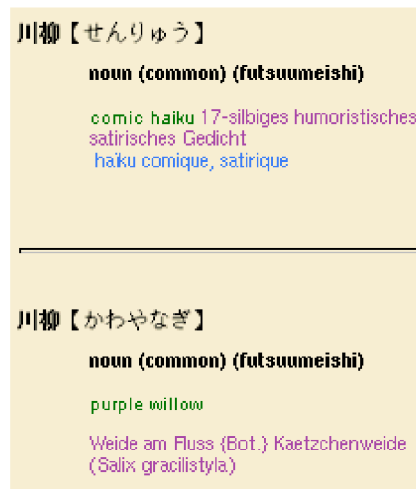 川柳【せんりゅう】
noun (common) (futsuumeishi)
comic haiku 17-silbiges humoristisches
satirisches Gedicht
haïku comique, satirique
川柳【かわやなぎ】
noun (common) (futsuumeishi)
purple willow
Weide am Fluss {Bot.} Kaetzchenweide
(Salix gracilistyla)